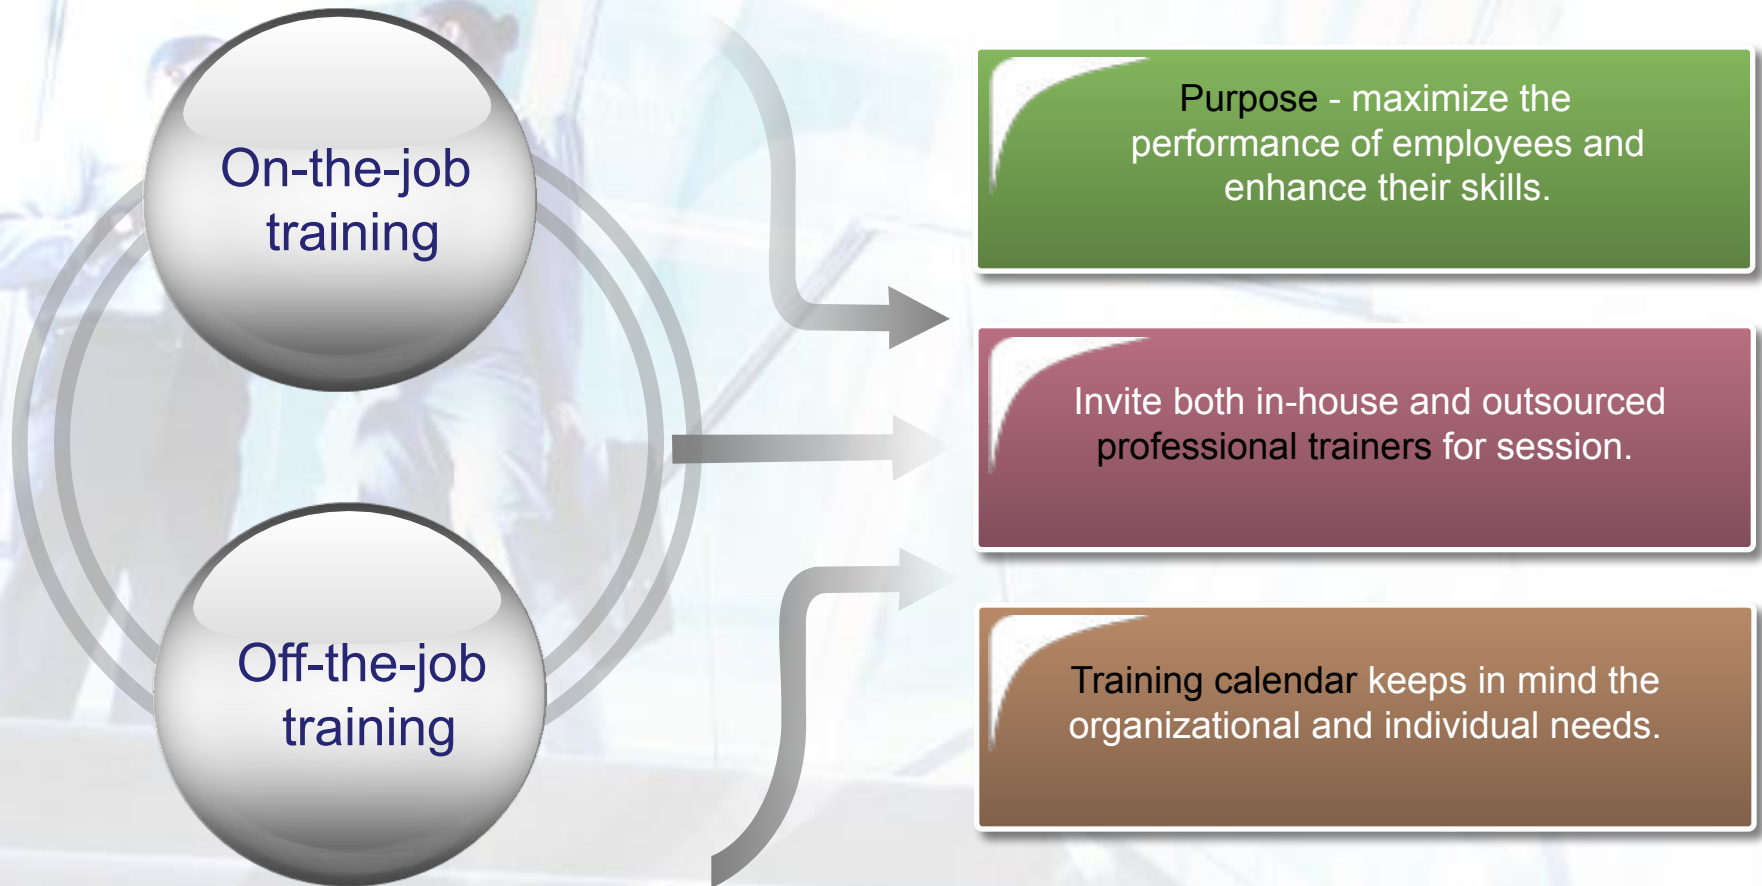 On-the-job
training
Off-the-job
training
Purpose - maximize the
performance of employees and
enhance their skills.
Invite both in-house and outsourced
professional trainers for session.
Training calendar keeps in mind the
organizational and individual needs.